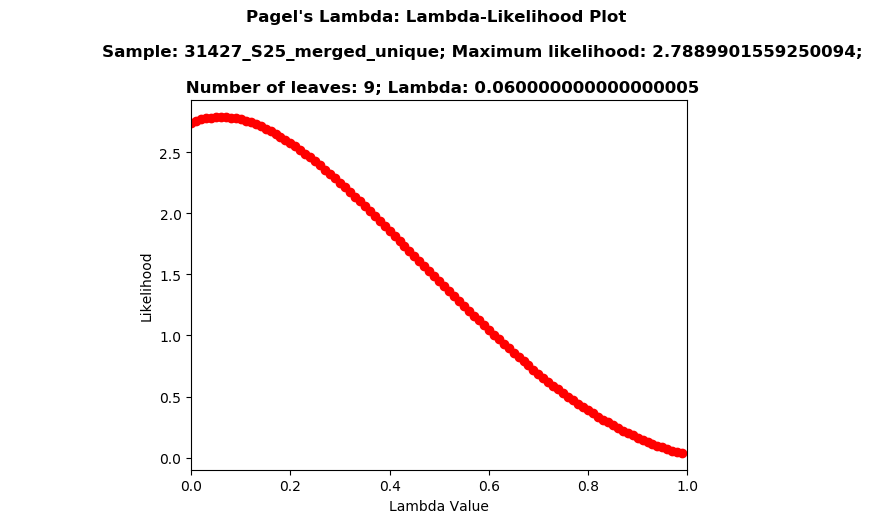 Pagel's Lambda: Lambda-Likelihood Plot
Sample: 31427_S25_merged_unique; Maximum likelihood: 2.7889901559250094;
Number of leaves: 9; Lambda: 0.060000000000000005
2.5
2.0
1.5
1.0
0.5
0.0
Likelihood
0.0 0.2 0.4 0.6 0.8 1.0
Lambda Value